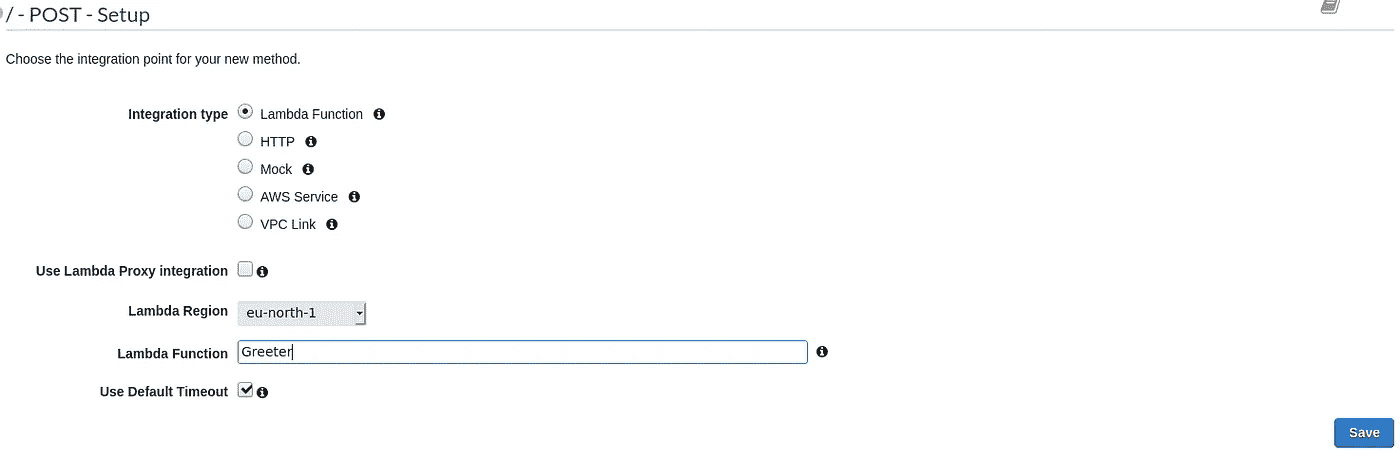 / - POST - Setup
Choose the integration point for your new method.
Integration type Lambda Function
HTTP
Mock
AWS Service
VPC Link
Use Lambda Proxy integration
Lambda Region eu-north-1
Lambda Function Greeter
Use Default Timeout
Save